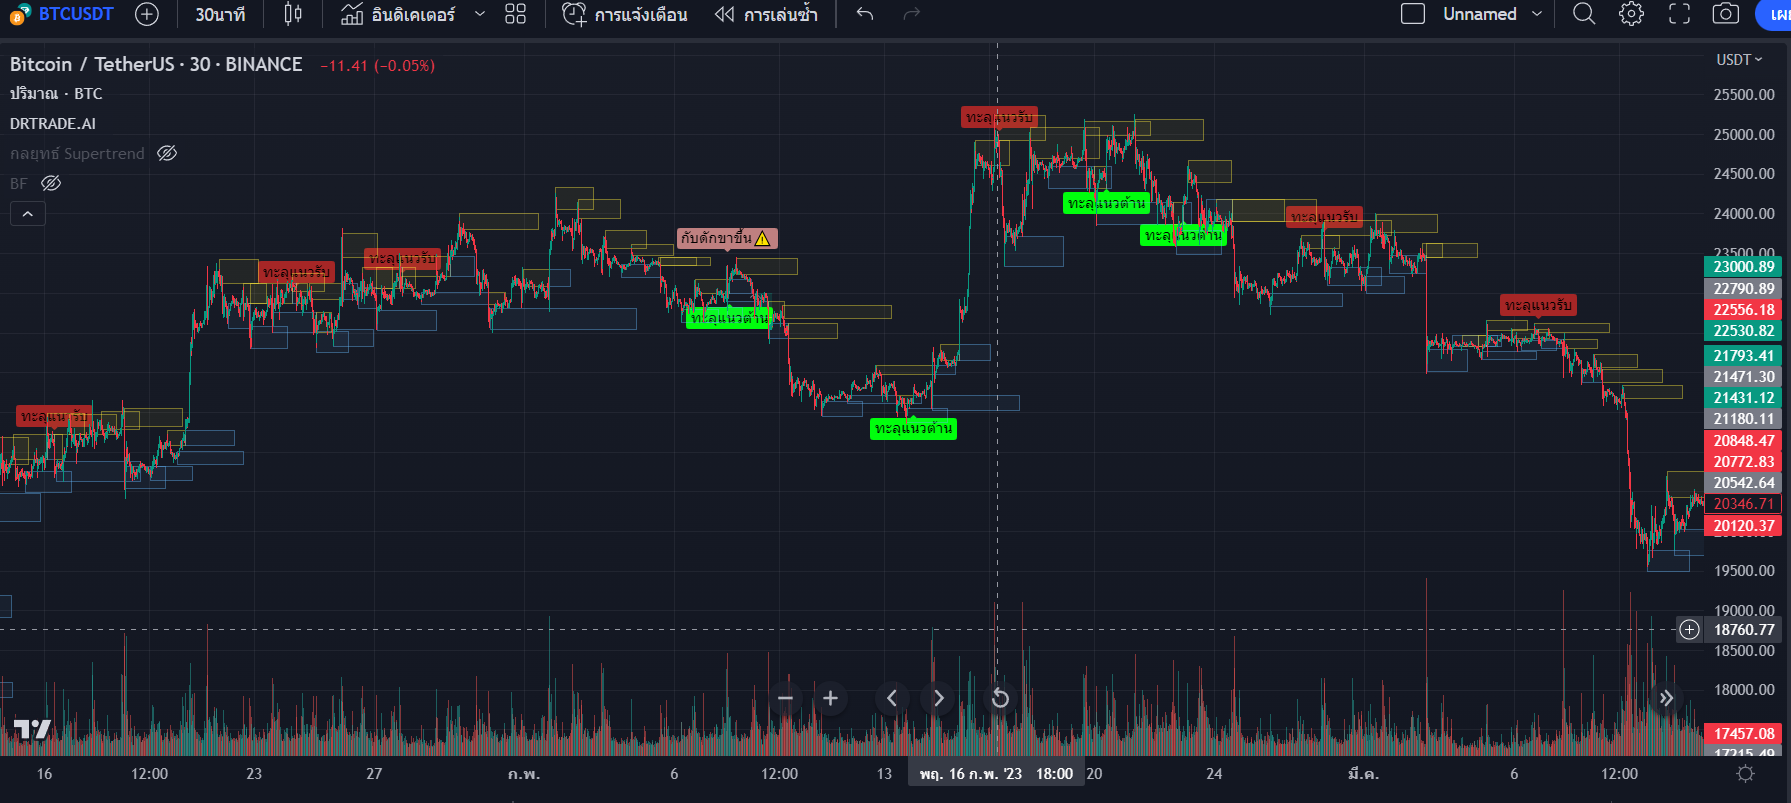 BTCUSDT 30นาที อินดิเคเตอร์ การแจ้งเตือน การเล่นซ้ำ Unnamed เผย
Bitcoin / TetherUS · 30 · BINANCE −11.41 (−0.05%)
USDT
ปริมาณ · BTC
DRTRADE.AI
กลยุทธ์ Supertrend
BF
ทะลุแนวรับ
ทะลุแนวรับ
ทะลุแนวรับ
กับดักขาขึ้น
ทะลุแนวต้าน
ทะลุแนวต้าน
ทะลุแนวรับ
ทะลุแนวต้าน
ทะลุแนวต้าน
ทะลุแนวรับ
ทะลุแนวรับ
25500.00
25000.00
24500.00
24000.00
23500.00
23000.89
22790.89
22556.18
22530.82
21793.41
21471.30
21431.12
21180.11
20848.47
20772.83
20542.64
20346.71
20120.37
19500.00
19000.00
18760.77
18500.00
18000.00
17457.08
17215.49
16 12:00 23 27 ก.พ. 6 12:00 13 พฤ. 16 ก.พ. '23 18:00 20 24 มี.ค. 6 12:00